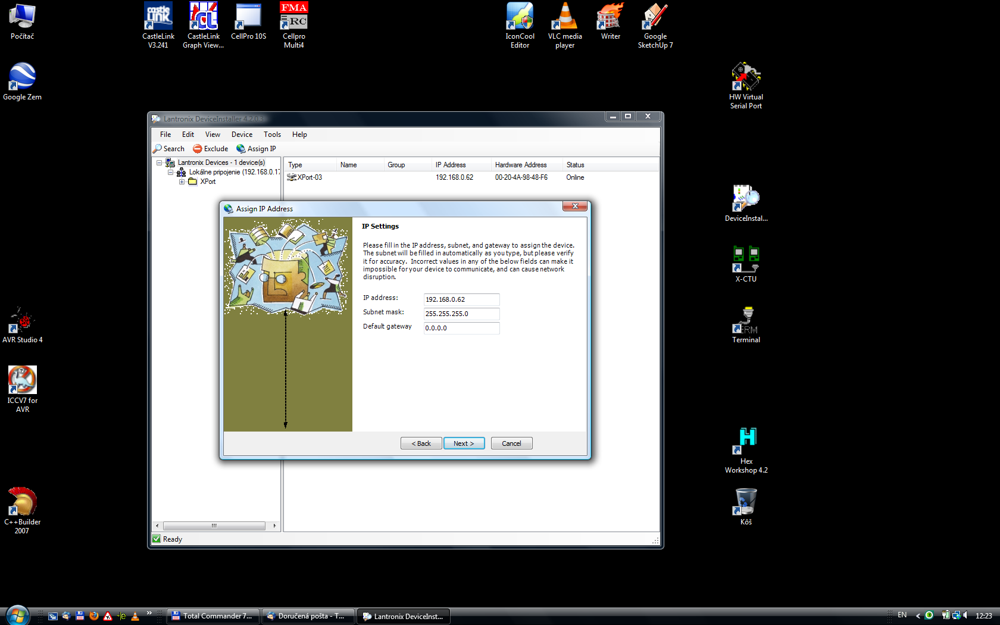 Počítač
castle
LINK
CastleLink
V3.241
CastleLink
Graph View...
CellPro 10S
FMA
RC
Cellpro
Multi4
IconCool
Editor
VLC media
player
Writer
Google
SketchUp 7
Google Zem
HW Virtual
Serial Port
Lantronix DeviceInstaller 4.2.0.3
File Edit View Device Tools Help
Search Exclude Assign IP
Lantronix Devices - 1 device(s)
Lokálne pripojenie (192.168.0.17
XPort
Type Name Group IP Address Hardware Address Status
XPort-03 192.168.0.62 00-20-4A-98-48-F6 Online
Assign IP Address
IP Settings
Please fill in the IP address, subnet, and gateway to assign the device.
The subnet will be filled in automatically as you type, but please verify
it for accuracy. Incorrect values in any of the below fields can make it
impossible for your device to communicate, and can cause network
disruption.
IP address: 192.168.0.62
Subnet mask: 255.255.255.0
Default gateway 0.0.0.0
< Back Next > Cancel
Ready
DeviceInstal...
X-CTU
TERM
Terminal
AVR Studio 4
ICCV7 for
AVR
H
Hex
Workshop 4.2
C++Builder
2007
Kôš
Total Commander 7... Doručená pošta - T... Lantronix DeviceInst...
EN < 12:23